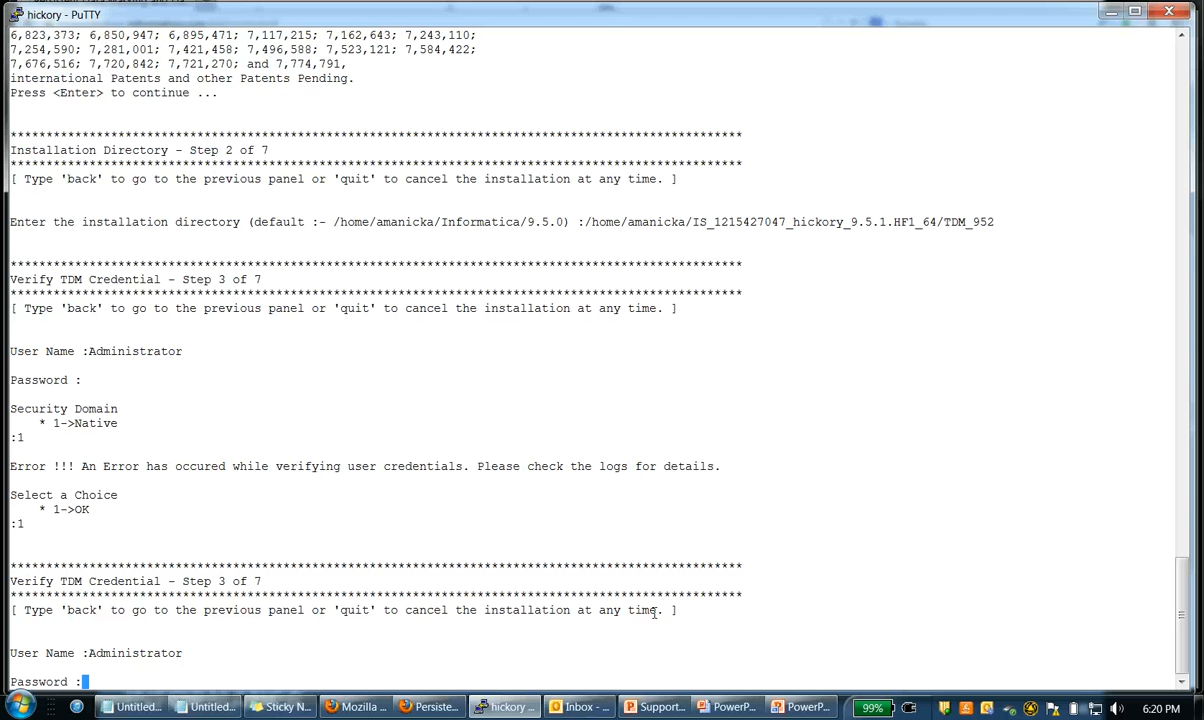 hickory - PuTTY
6,823,373; 6,850,947; 6,895,471; 7,117,215; 7,162,643; 7,243,110;
7,254,590; 7,281,001; 7,421,458; 7,496,588; 7,523,121; 7,584,422;
7,676,516; 7,720,842; 7,721,270; and 7,774,791,
international Patents and other Patents Pending.
Press <Enter> to continue ...
******************************************************************************************************
Installation Directory - Step 2 of 7
******************************************************************************************************
[ Type 'back' to go to the previous panel or 'quit' to cancel the installation at any time. ]
Enter the installation directory (default :- /home/amanicka/Informatica/9.5.0) :/home/amanicka/IS_1215427047_hickory_9.5.1.HF1_64/TDM_952
******************************************************************************************************
Verify TDM Credential - Step 3 of 7
******************************************************************************************************
[ Type 'back' to go to the previous panel or 'quit' to cancel the installation at any time. ]
User Name :Administrator
Password :
Security Domain
* 1->Native
:1
Error !!! An Error has occured while verifying user credentials. Please check the logs for details.
Select a Choice
* 1->OK
:1
******************************************************************************************************
Verify TDM Credential - Step 3 of 7
******************************************************************************************************
[ Type 'back' to go to the previous panel or 'quit' to cancel the installation at any time. ]
User Name :Administrator
Password :
Untitled... Untitled... Sticky N... Mozilla ... Persiste... hickory ... Inbox - ... Support... PowerP... PowerP... 99% 6:20 PM